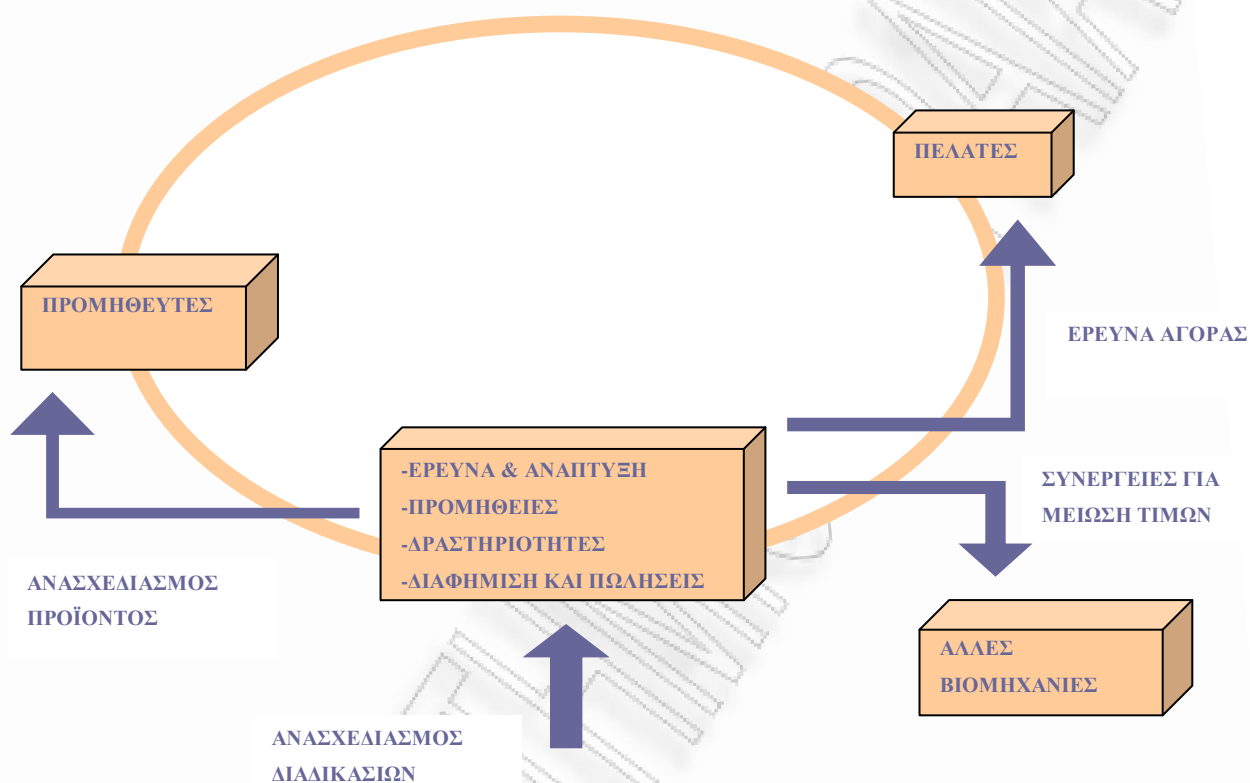 ΠΕΛΑΤΕΣ
ΠΡΟΜΗΘΕΥΤΕΣ
ΕΡΕΥΝΑ ΑΓΟΡΑΣ
-ΕΡΕΥΝΑ & ΑΝΑΠΤΥΞΗ
-ΠΡΟΜΗΘΕΙΕΣ
-ΔΡΑΣΤΗΡΙΟΤΗΤΕΣ
-ΔΙΑΦΗΜΙΣΗ ΚΑΙ ΠΩΛΗΣΕΙΣ
ΣΥΝΕΡΓΕΙΕΣ ΓΙΑ
ΜΕΙΩΣΗ ΤΙΜΩΝ
ΑΝΑΣΧΕΔΙΑΣΜΟΣ
ΠΡΟΪΟΝΤΟΣ
ΑΛΛΕΣ
ΒΙΟΜΗΧΑΝΙΕΣ
ΑΝΑΣΧΕΔΙΑΣΜΟΣ
ΔΙΑΔΙΚΑΣΙΩΝ